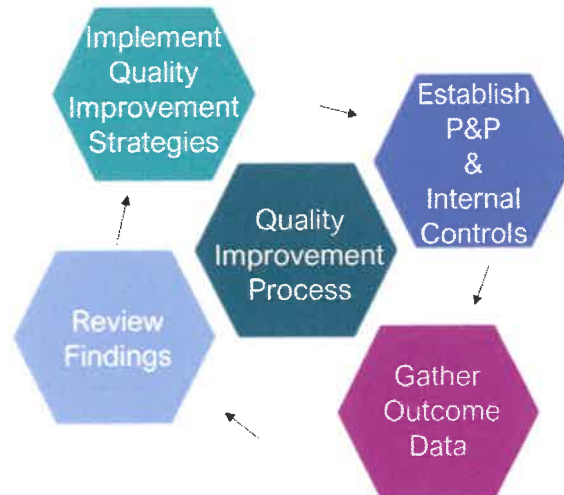 Implement
Quality
Improvement
Strategies
Establish
P&P
&
Internal
Controls
Quality
Improvement
Process
Review
Findings
Gather
Outcome
Data